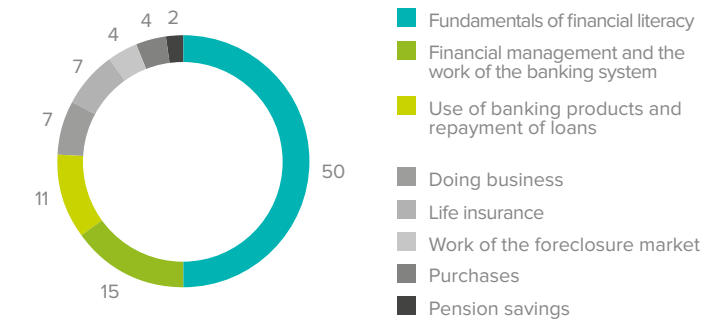 2
4
4
7
7
11
15
50
Fundamentals of financial literacy
Financial management and the
work of the banking system
Use of banking products and
repayment of loans
Doing business
Life insurance
Work of the foreclosure market
Purchases
Pension savings